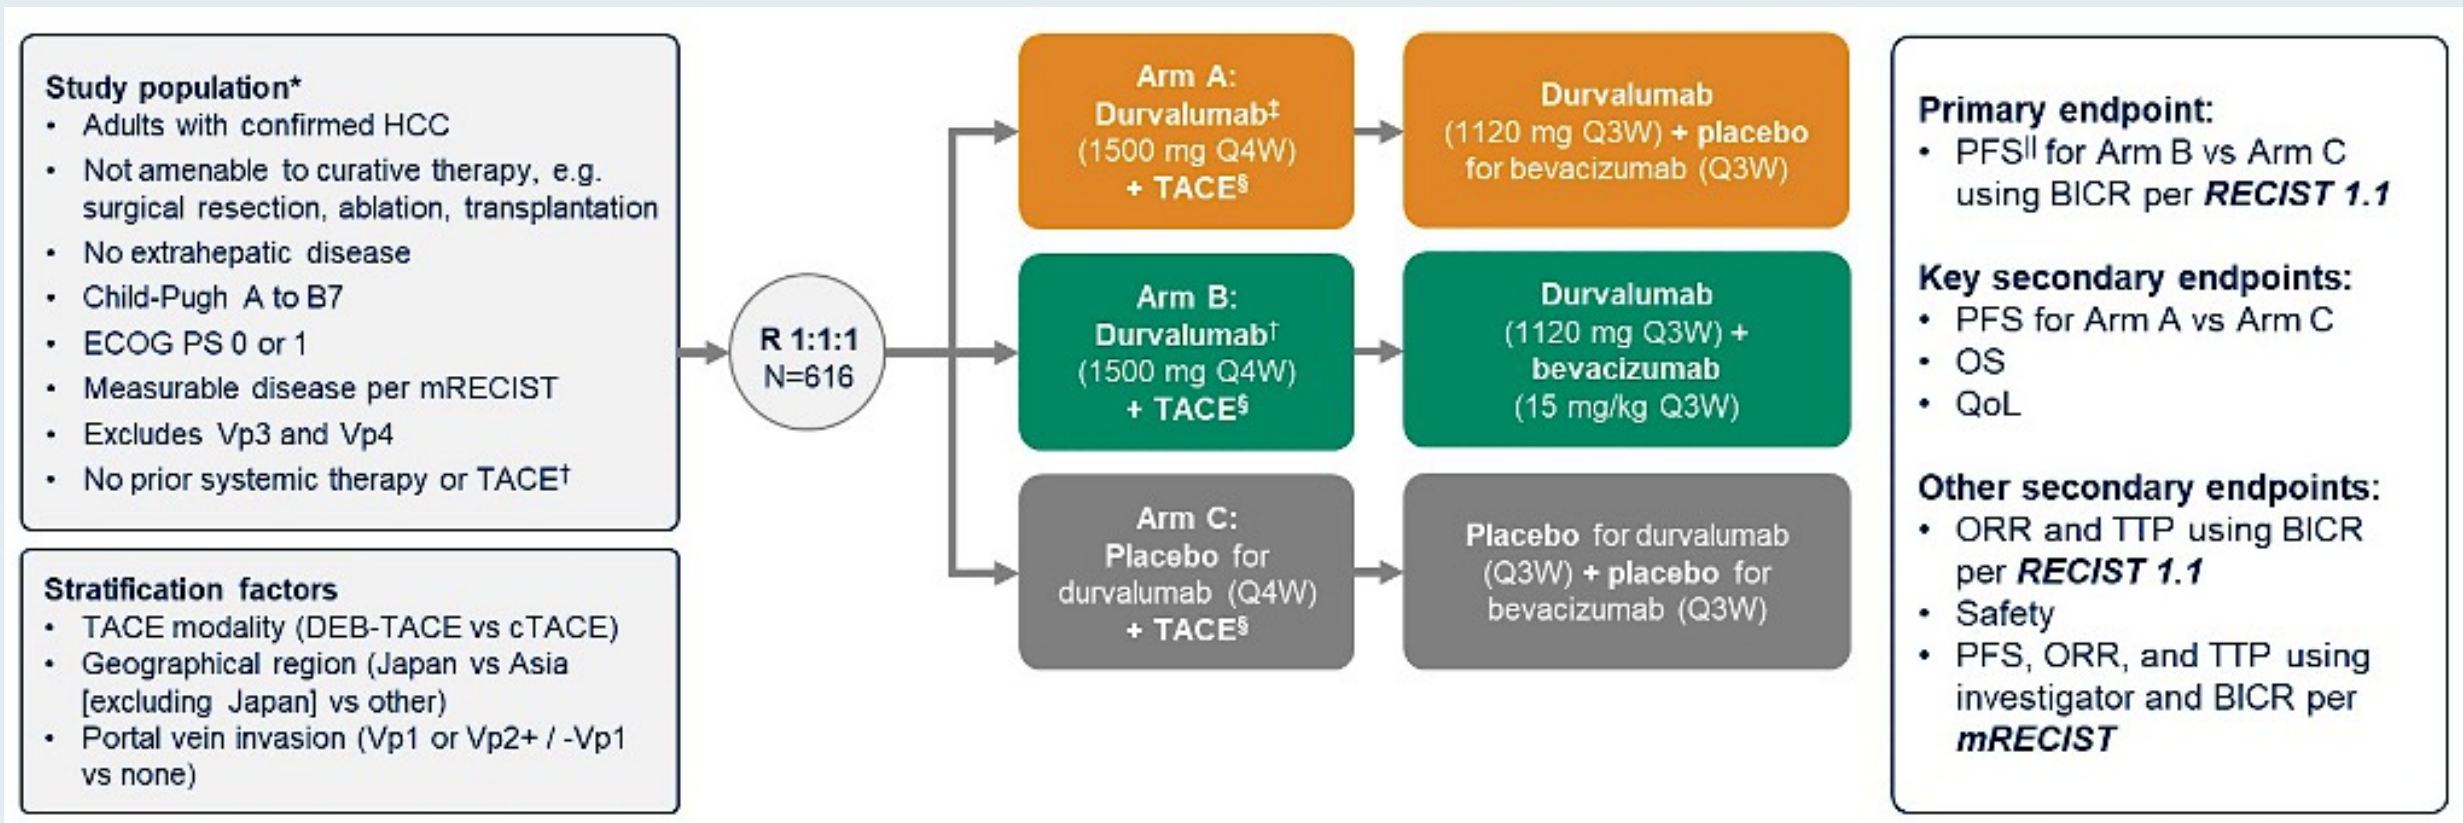 Study population*
• Adults with confirmed HCC
• Not amenable to curative therapy, e.g.
surgical resection, ablation, transplantation
• No extrahepatic disease
• Child-Pugh A to B7
• ECOG PS 0 or 1
• Measurable disease per mRECIST
• Excludes Vp3 and Vp4
• No prior systemic therapy or TACE†
Stratification factors
• TACE modality (DEB-TACE vs cTACE)
• Geographical region (Japan vs Asia
[excluding Japan] vs other)
• Portal vein invasion (Vp1 or Vp2+ / -Vp1
vs none)
R 1:1:1
N=616
Arm A:
Durvalumab‡
(1500 mg Q4W)
+ TACE§
Durvalumab
(1120 mg Q3W) + placebo
for bevacizumab (Q3W)
Arm B:
Durvalumab†
(1500 mg Q4W)
+ TACE§
Durvalumab
(1120 mg Q3W) +
bevacizumab
(15 mg/kg Q3W)
Arm C:
Placebo for
durvalumab (Q4W)
+ TACE§
Placebo for durvalumab
(Q3W) + placebo for
bevacizumab (Q3W)
Primary endpoint:
• PFS|| for Arm B vs Arm C
using BICR per RECIST 1.1
Key secondary endpoints:
• PFS for Arm A vs Arm C
• OS
• QoL
Other secondary endpoints:
• ORR and TTP using BICR
per RECIST 1.1
• Safety
• PFS, ORR, and TTP using
investigator and BICR per
mRECIST